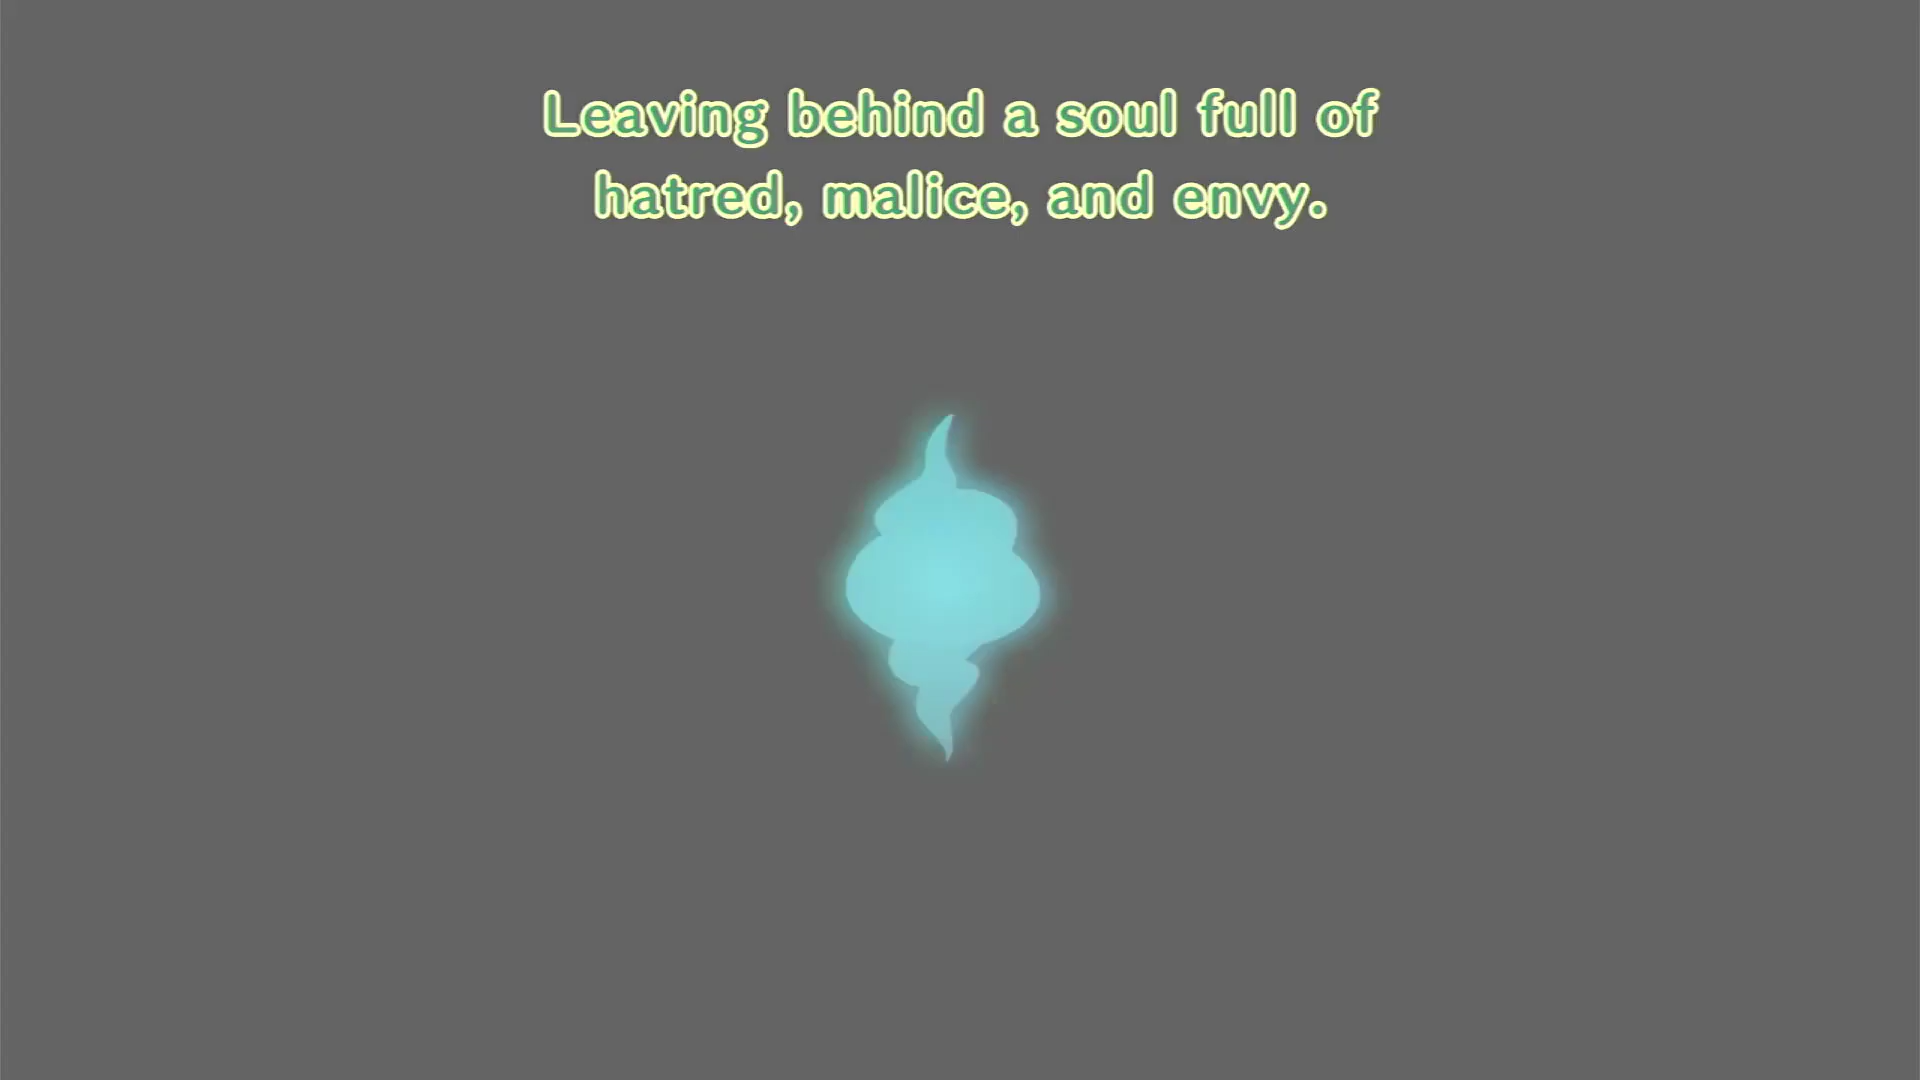 Leaving behind a soul full of
hatred, malice, and envy.